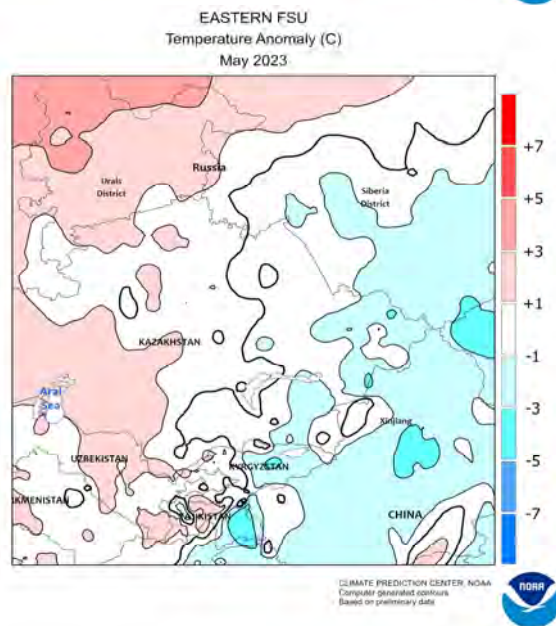 EASTERN FSU
Temperature Anomaly (C)
May 2023
Russia
Urals
District
Siberia
District
KAZAKHSTAN
Aral
Sea
Xinjiang
UZBEKISTAN
KYRGYZSTAN
RKMENISTAN
TAJIKISTAN
CHINA
+7
+5
+3
+1
-1
-3
-5
-7
CLIMATE PREDICTION CENTER, NOAA
Computer generated contours
Based on preliminary data
NOAA